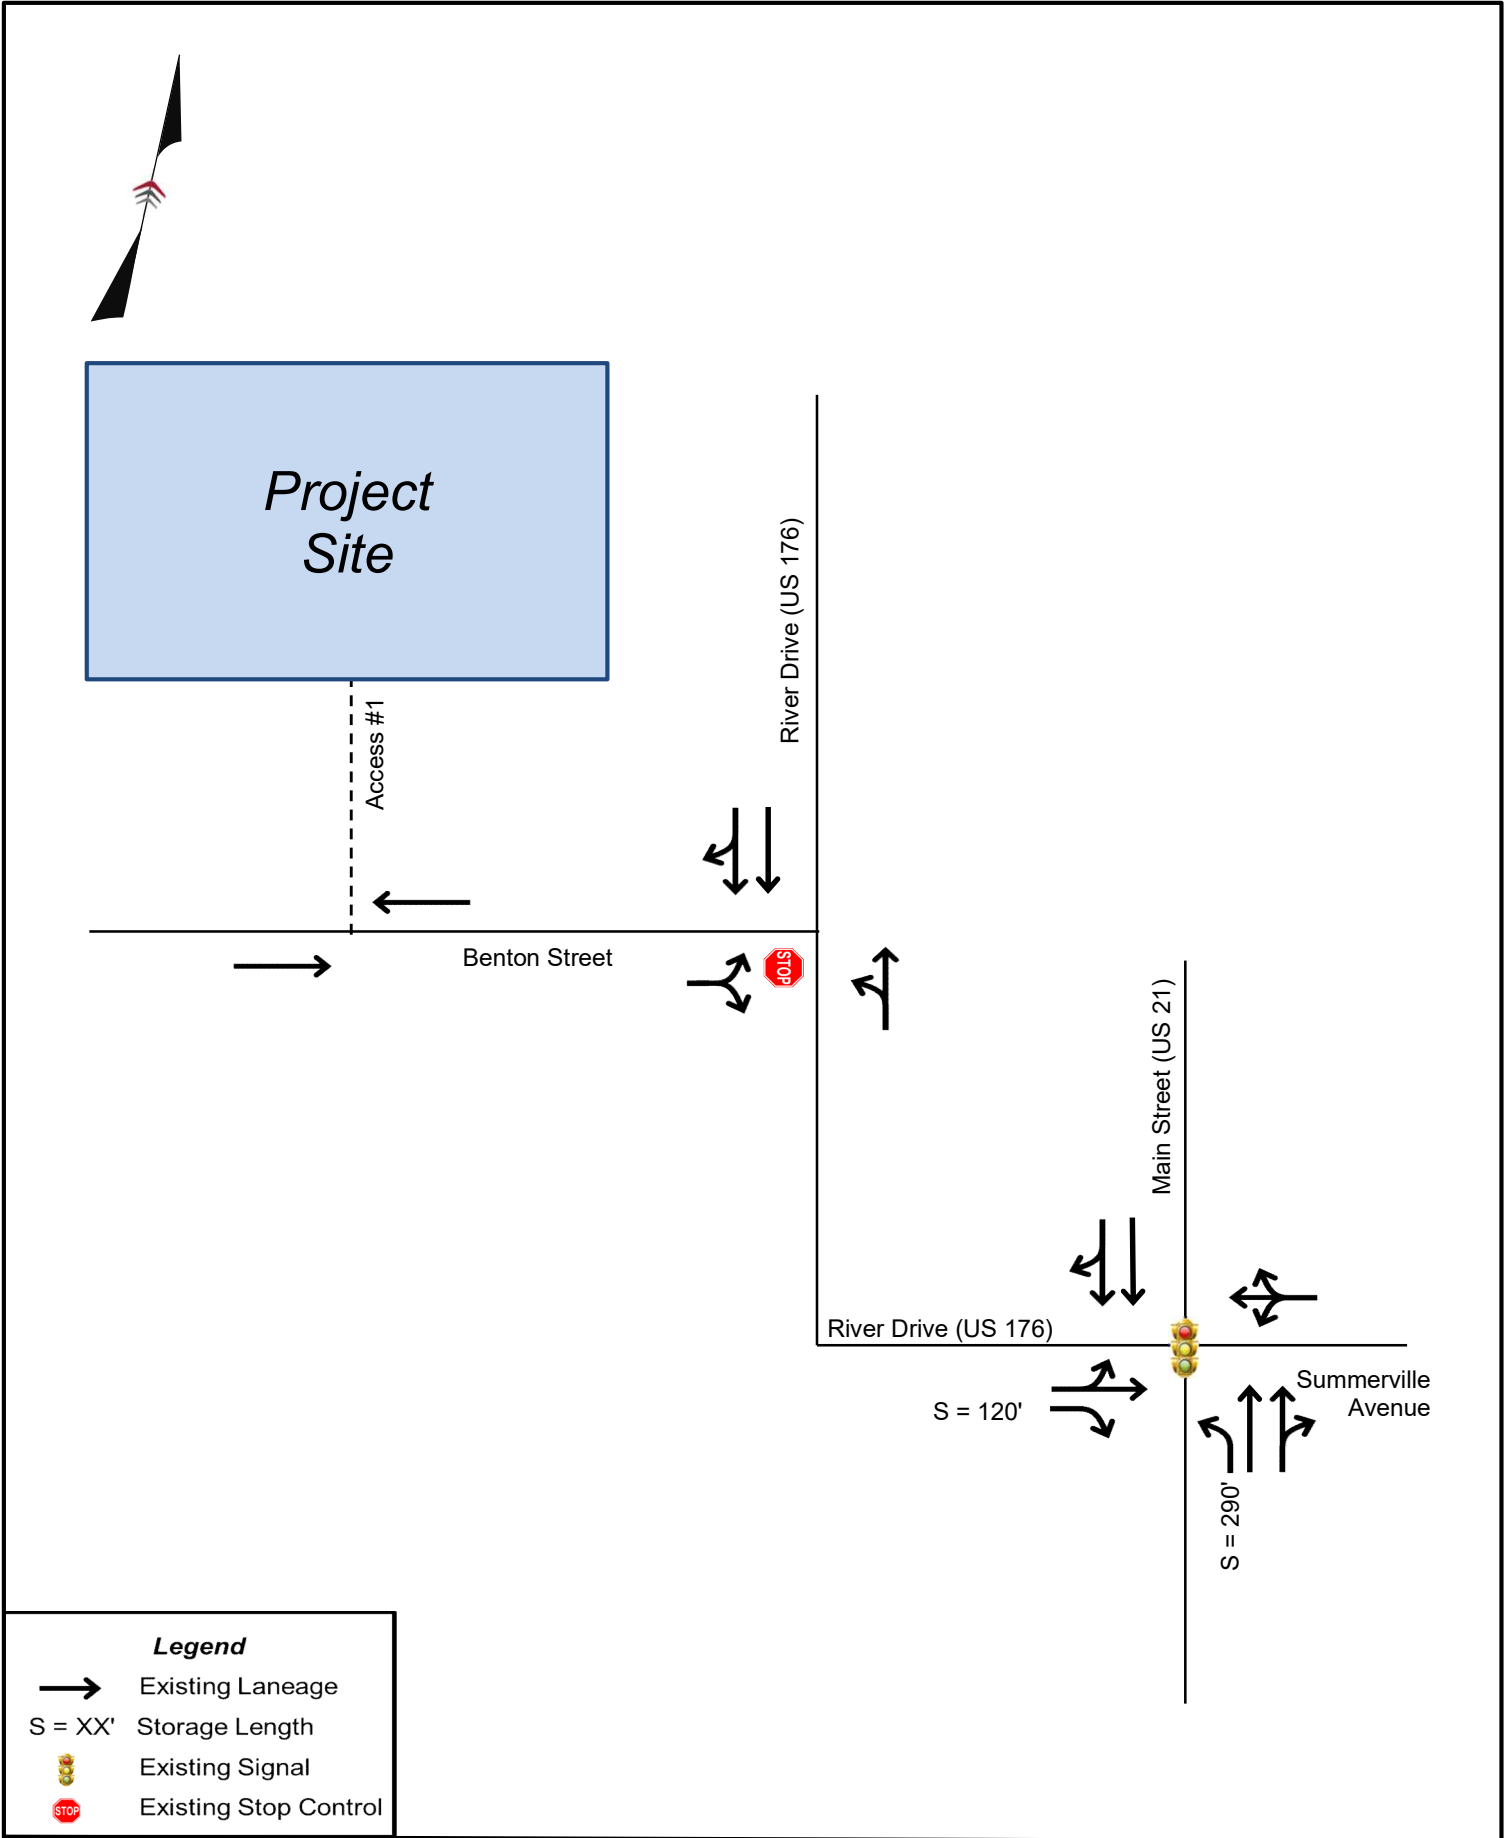 Project
Site
River Drive (US 176)
Access #1
Benton Street
STOP
Main Street (US 21)
River Drive (US 176)
S = 120'
Summerville
Avenue
S = 290'
Legend
Existing Laneage
S = XX' Storage Length
Existing Signal
STOP Existing Stop Control